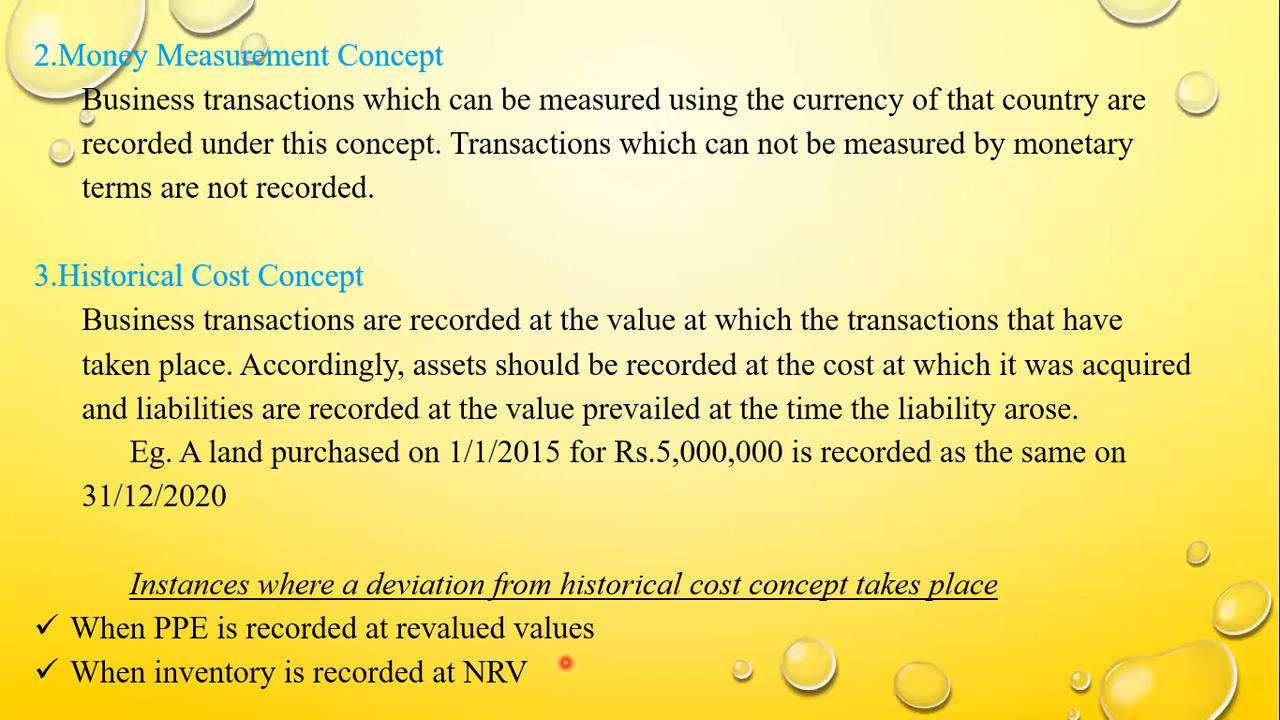 2.Money Measurement Concept
Business transactions which can be measured using the currency of that country are
recorded under this concept. Transactions which can not be measured by monetary
terms are not recorded.
3.Historical Cost Concept
Business transactions are recorded at the value at which the transactions that have
taken place. Accordingly, assets should be recorded at the cost at which it was acquired
and liabilities are recorded at the value prevailed at the time the liability arose.
Eg. A land purchased on 1/1/2015 for Rs.5,000,000 is recorded as the same on
31/12/2020
Instances where a deviation from historical cost concept takes place
✓ When PPE is recorded at revalued values
✓ When inventory is recorded at NRV